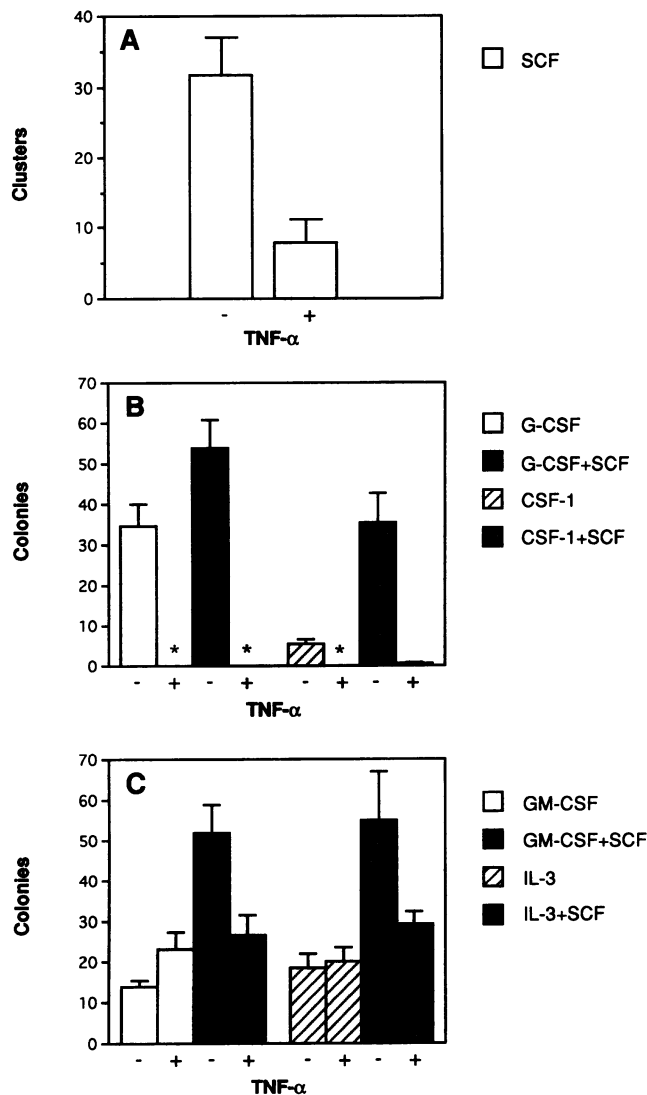 A
40
30
20
10
0
Clusters
- +
TNF-α
SCF
B
70
60
50
40
30
20
10
0
Colonies
* * *
- + - + - + - +
TNF-α
G-CSF
G-CSF+SCF
CSF-1
CSF-1+SCF
C
70
60
50
40
30
20
10
0
Colonies
- + - + - + - +
TNF-α
GM-CSF
GM-CSF+SCF
IL-3
IL-3+SCF